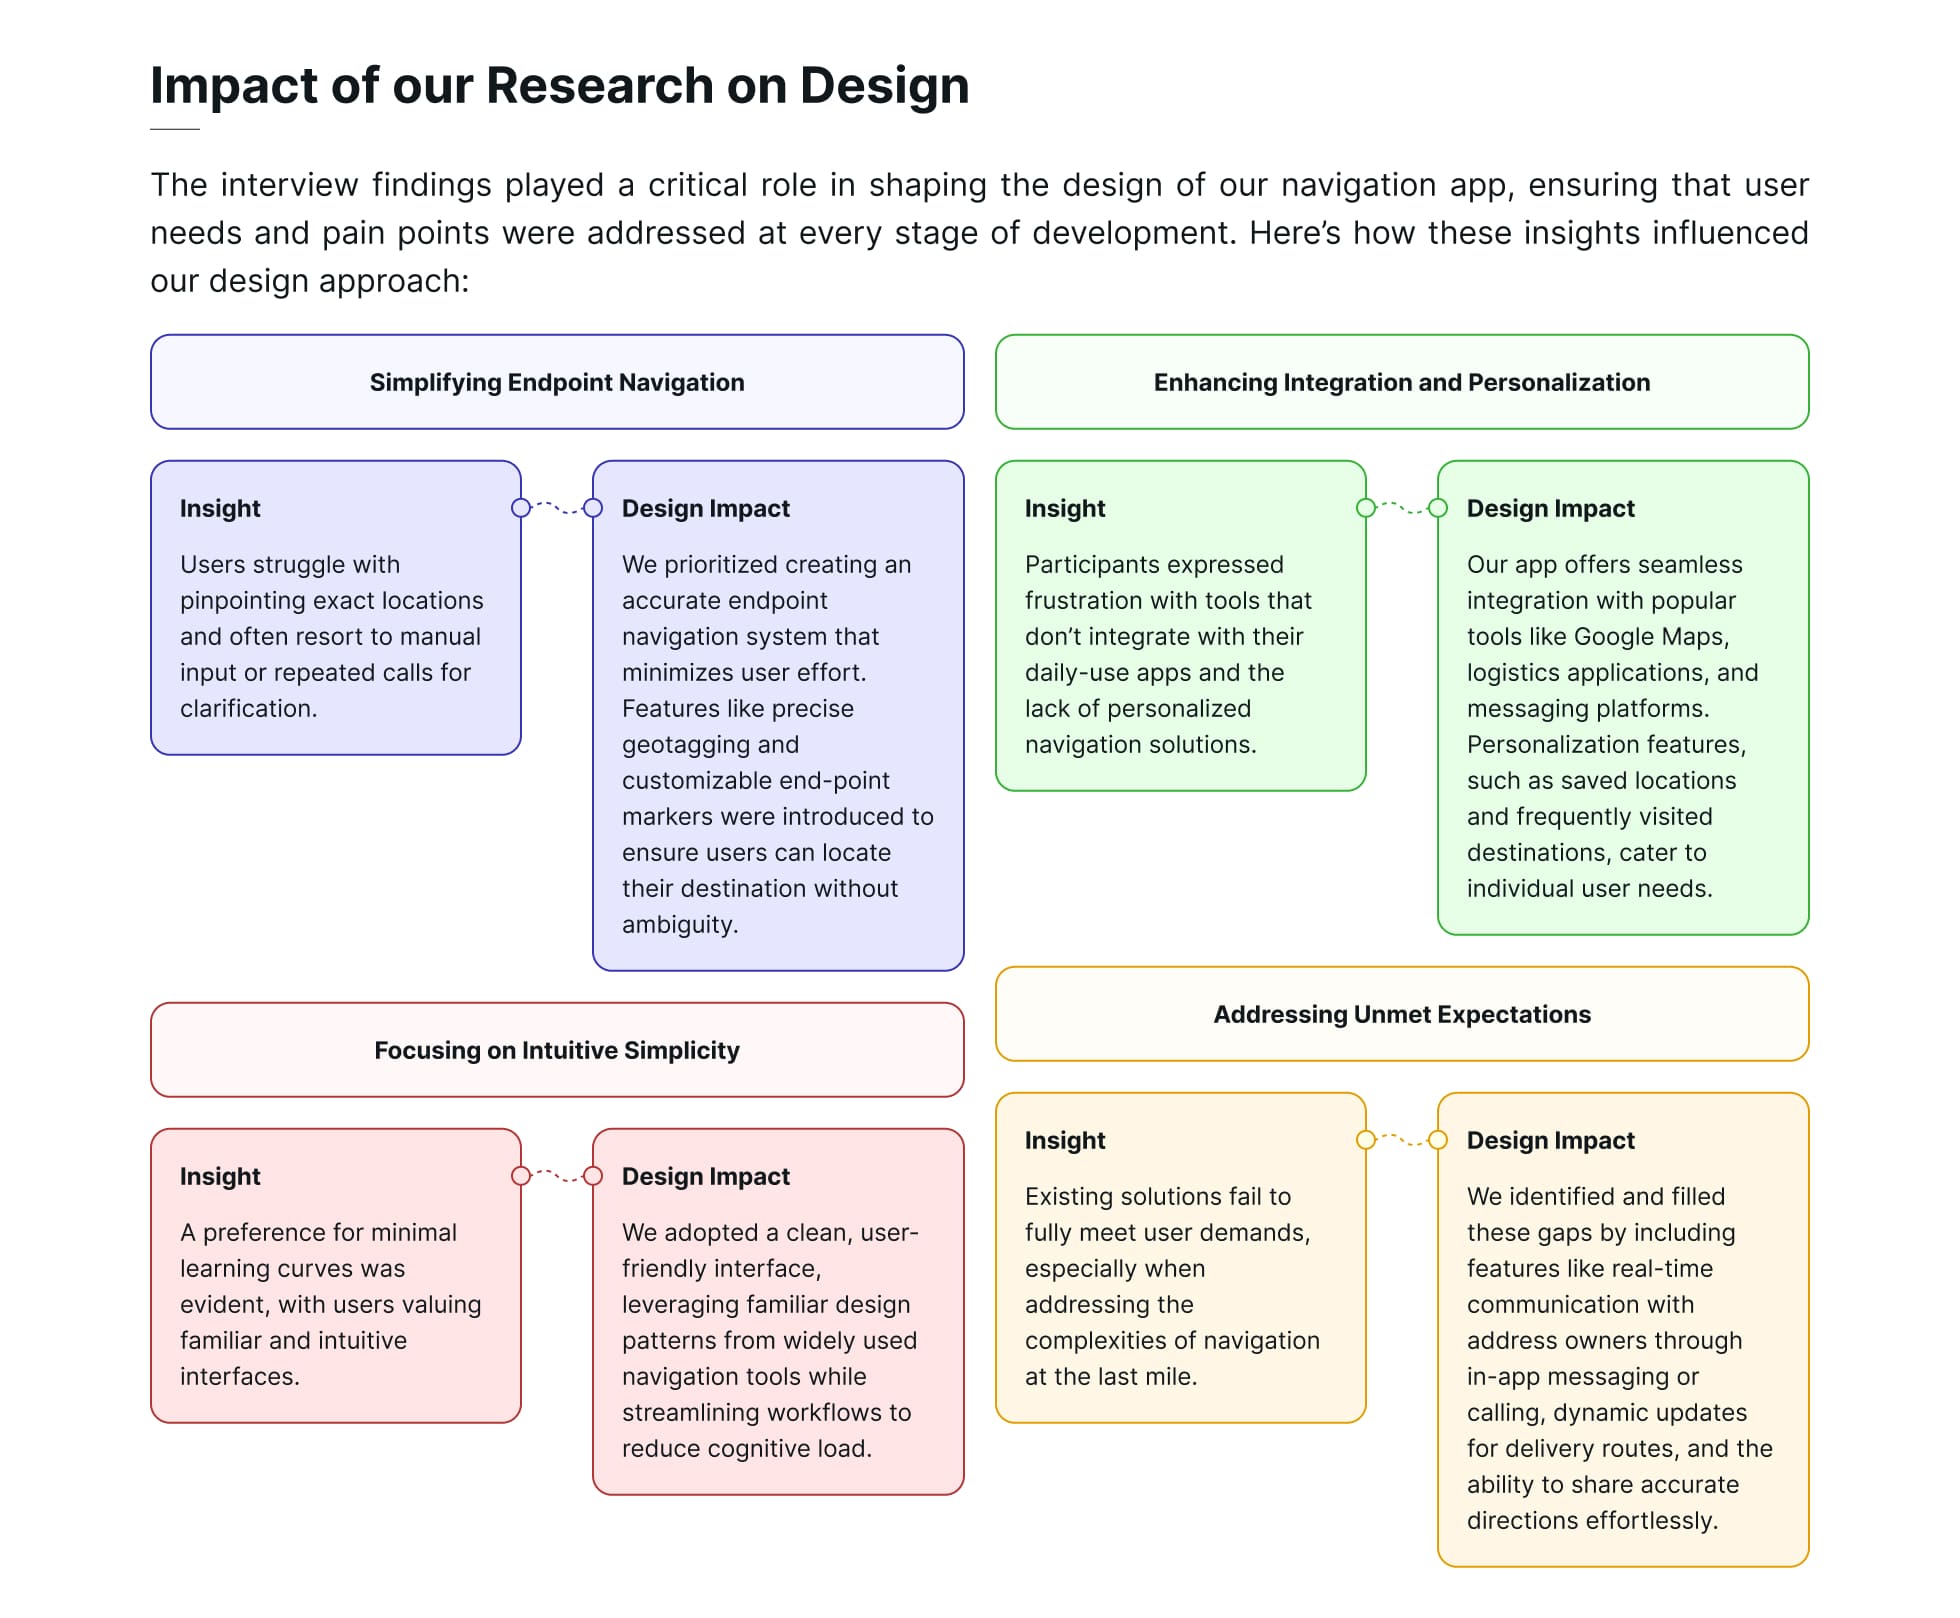 Impact of our Research on Design
The interview findings played a critical role in shaping the design of our navigation app, ensuring that user
needs and pain points were addressed at every stage of development. Here’s how these insights influenced
our design approach:
Simplifying Endpoint Navigation
Insight
Users struggle with
pinpointing exact locations
and often resort to manual
input or repeated calls for
clarification.
Design Impact
We prioritized creating an
accurate endpoint
navigation system that
minimizes user effort.
Features like precise
geotagging and
customizable end-point
markers were introduced to
ensure users can locate
their destination without
ambiguity.
Enhancing Integration and Personalization
Insight
Participants expressed
frustration with tools that
don’t integrate with their
daily-use apps and the
lack of personalized
navigation solutions.
Design Impact
Our app offers seamless
integration with popular
tools like Google Maps,
logistics applications, and
messaging platforms.
Personalization features,
such as saved locations
and frequently visited
destinations, cater to
individual user needs.
Focusing on Intuitive Simplicity
Insight
A preference for minimal
learning curves was
evident, with users valuing
familiar and intuitive
interfaces.
Design Impact
We adopted a clean, user-
friendly interface,
leveraging familiar design
patterns from widely used
navigation tools while
streamlining workflows to
reduce cognitive load.
Addressing Unmet Expectations
Insight
Existing solutions fail to
fully meet user demands,
especially when
addressing the
complexities of navigation
at the last mile.
Design Impact
We identified and filled
these gaps by including
features like real-time
communication with
address owners through
in-app messaging or
calling, dynamic updates
for delivery routes, and the
ability to share accurate
directions effortlessly.